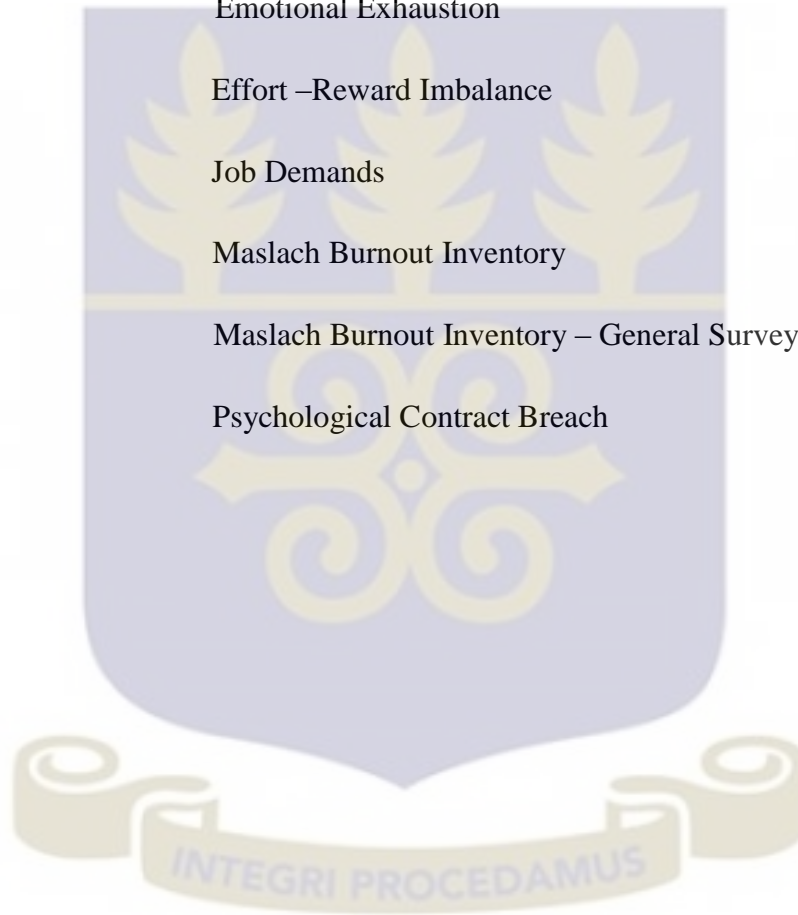 Emotional Exhaustion
Effort –Reward Imbalance
Job Demands
Maslach Burnout Inventory
Maslach Burnout Inventory – General Survey
Psychological Contract Breach
INTEGRI PROCEDAMUS